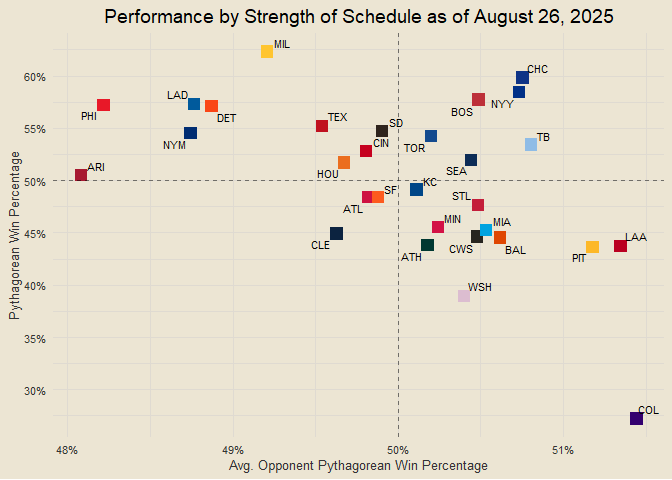 Performance by Strength of Schedule as of August 26, 2025
MIL
60%
CHC
LAD
PHI
DET
BOS
NYY
55%
TEX
SD
NYM
TOR
TB
CIN
HOU
SEA
ARI
50%
KC
SF
ATL
STL
MIN
MIA
45%
CLE
ATH
CWS
BAL
LAA
PIT
40%
WSH
35%
30%
COL
48%
49%
50%
51%
Avg. Opponent Pythagorean Win Percentage
Pythagorean Win Percentage